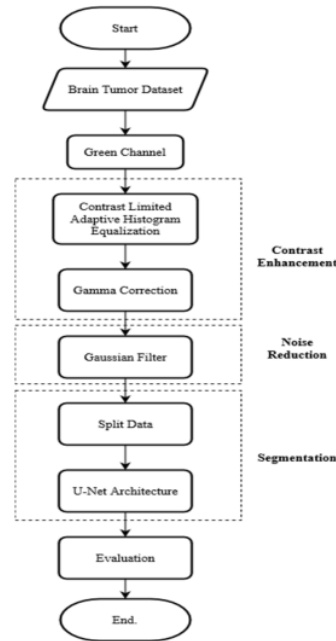 Start
Brain Tumor Dataset
Green Channel
Contrast Limited
Adaptive Histogram
Equalization
Contrast
Enhancement
Gamma Correction
Noise
Reduction
Gaussian Filter
Split Data
Segmentation
U-Net Architecture
Evaluation
End.